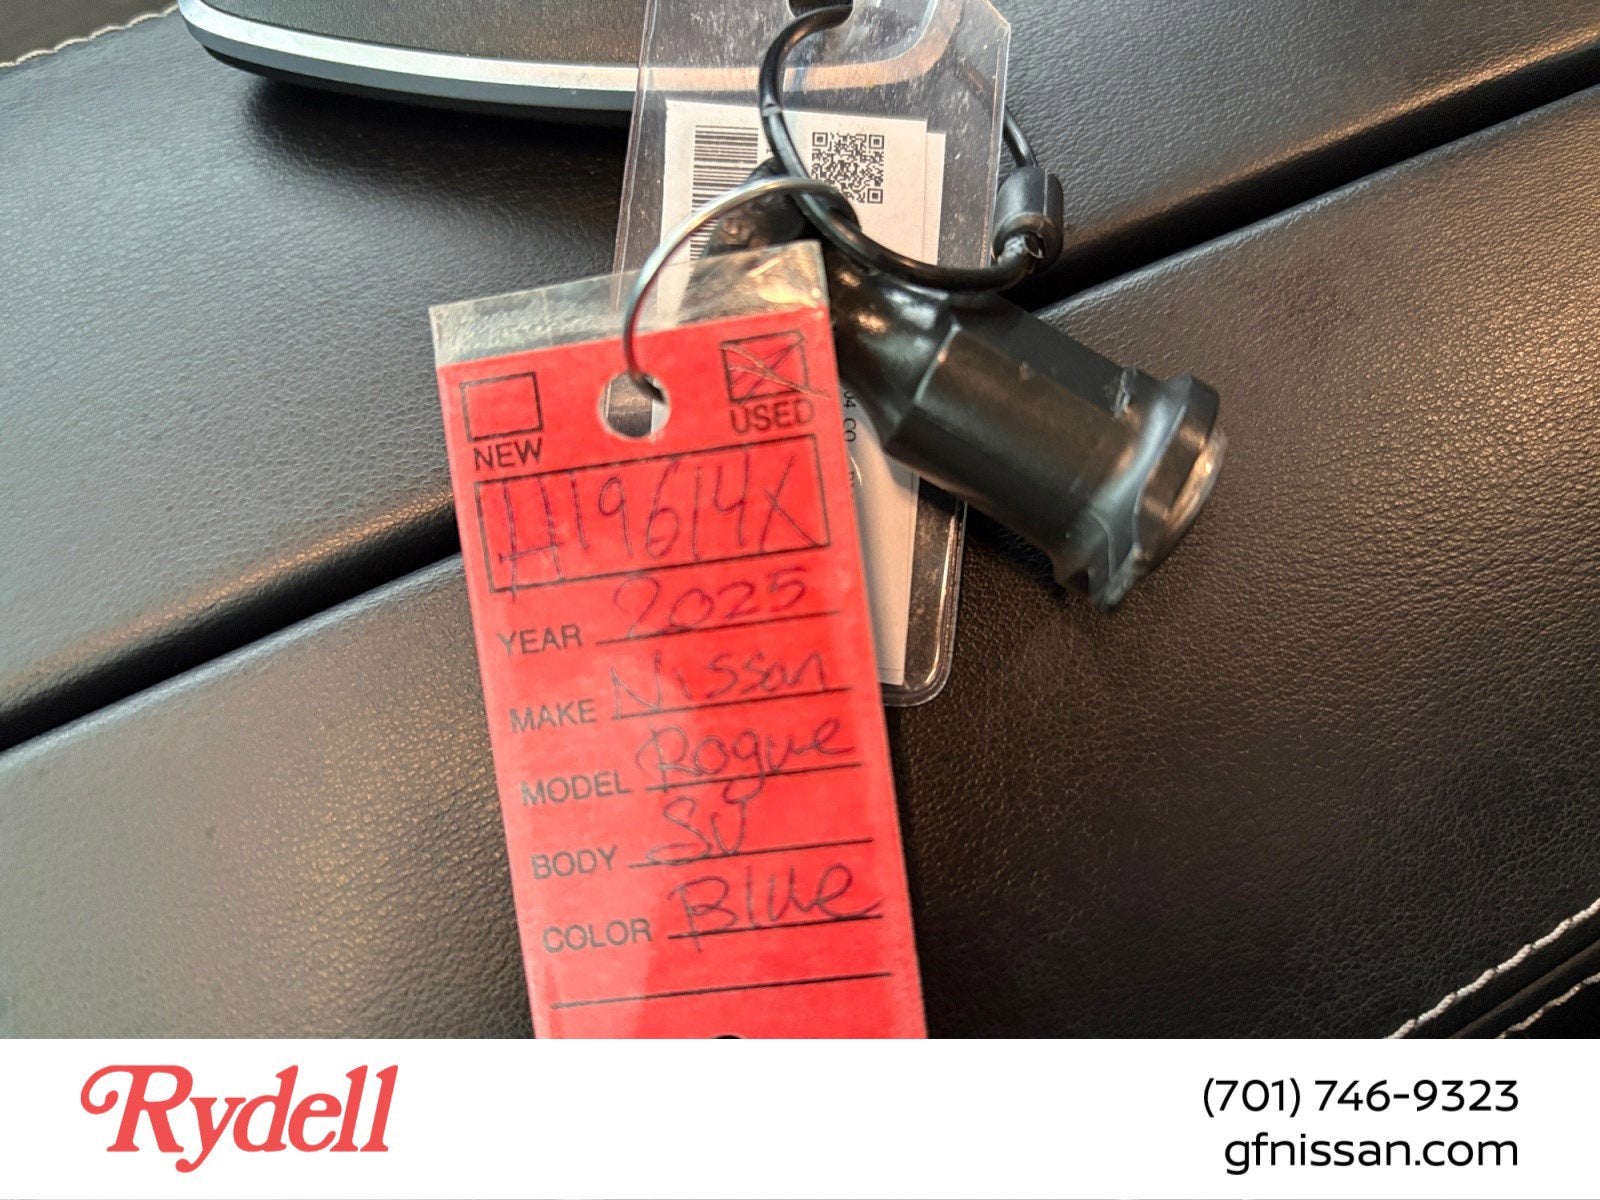 NEW
USED
H19614X
YEAR 2025
MAKE Nissan
MODEL Rogue
BODY SV
COLOR Blue
Rydell
(701) 746-9323
gfnissan.com